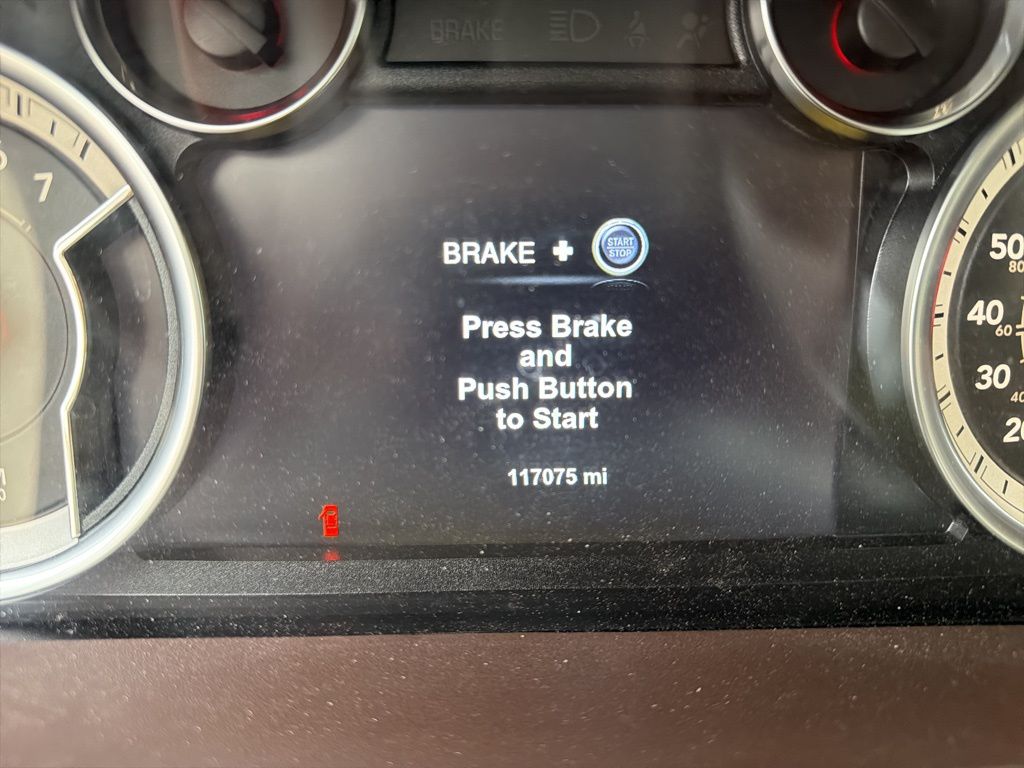 BRAKE
7
BRAKE + START
STOP
Press Brake
and
Push Button
to Start
117075 mi
50
80
40
60
30
40
20